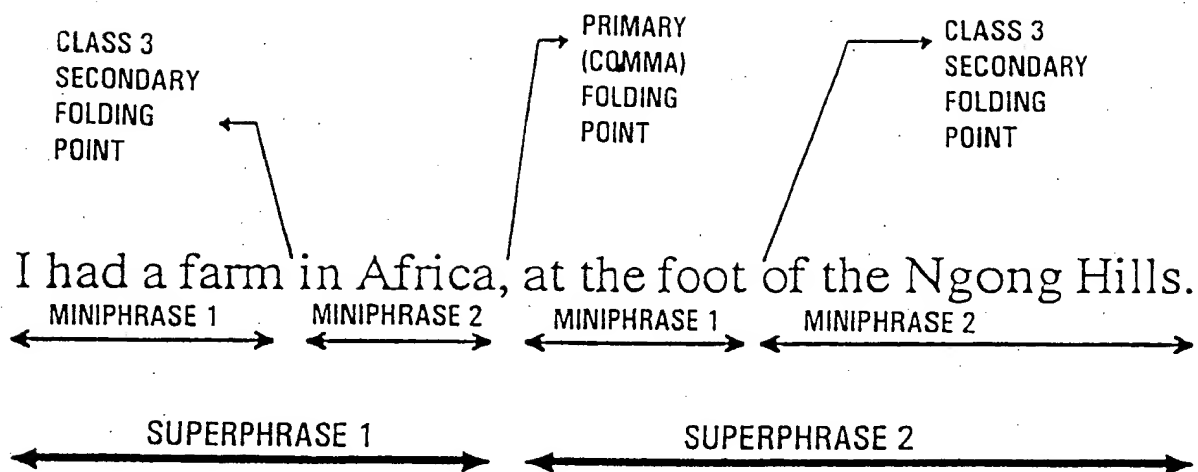 CLASS 3
SECONDARY
FOLDING
POINT
PRIMARY
(COMMA)
FOLDING
POINT
CLASS 3
SECONDARY
FOLDING
POINT
I had a farm in Africa, at the foot of the Ngong Hills.
MINIPHRASE 1 MINIPHRASE 2 MINIPHRASE 1 MINIPHRASE 2
SUPERPHRASE 1 SUPERPHRASE 2